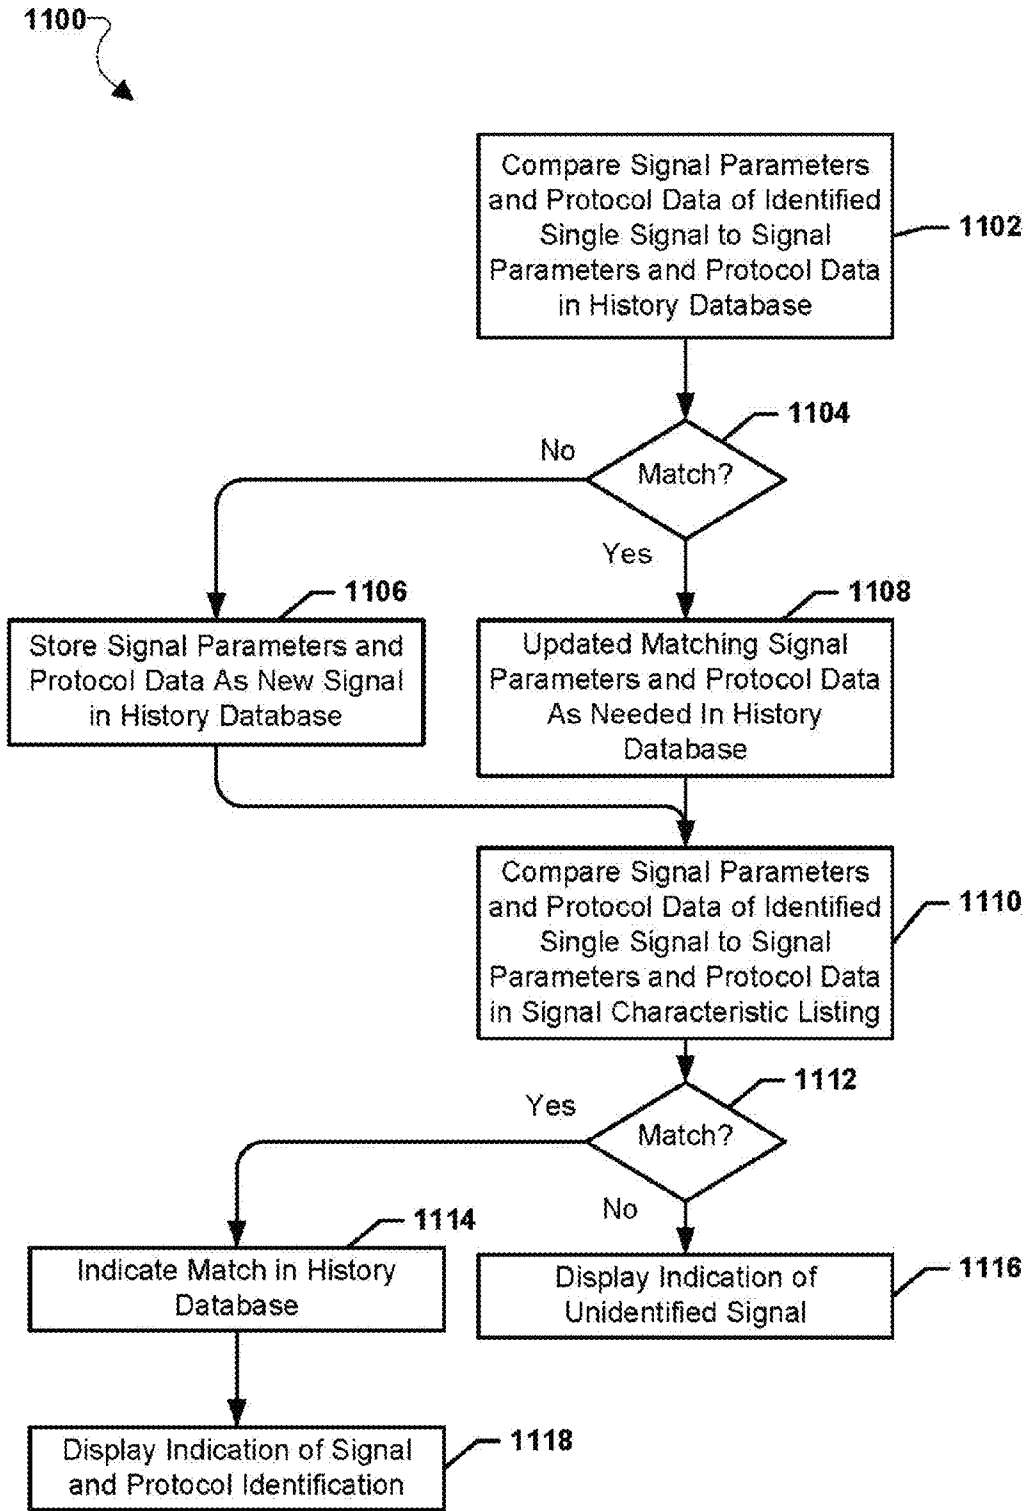 1100
Compare Signal Parameters
and Protocol Data of Identified
Single Signal to Signal
Parameters and Protocol Data
in History Database
1102
1104
No
Match?
Yes
1106
1108
Store Signal Parameters and
Protocol Data As New Signal
in History Database
Updated Matching Signal
Parameters and Protocol Data
As Needed In History
Database
Compare Signal Parameters
and Protocol Data of Identified
Single Signal to Signal
Parameters and Protocol Data
in Signal Characteristic Listing
1110
1112
Yes
Match?
No
1114
Indicate Match in History
Database
Display Indication of
Unidentified Signal
1116
Display Indication of Signal
and Protocol Identification
1118